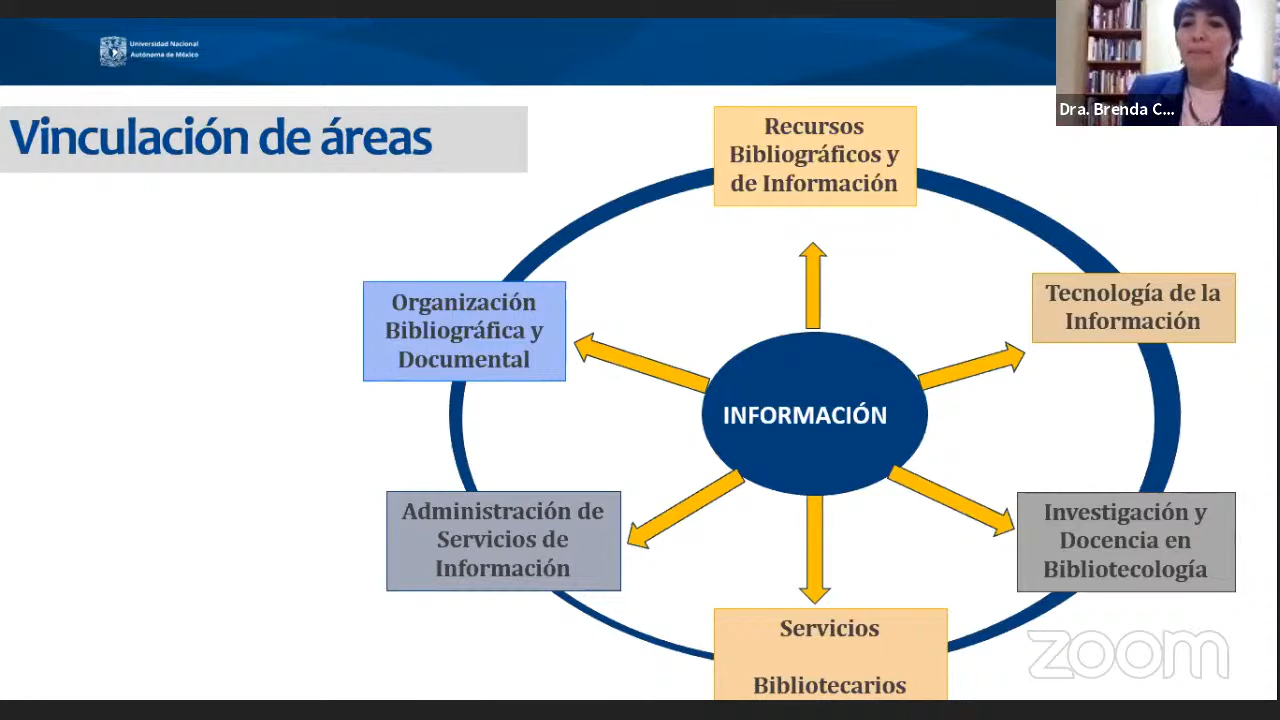 Universidad Nacional
Autónoma de México
Dra. Brenda C...
Vinculación de áreas
Recursos
Bibliográficos y
de Información
Tecnología de la
Información
Organización
Bibliográfica y
Documental
INFORMACIÓN
Administración de
Servicios de
Información
Investigación y
Docencia en
Bibliotecología
Servicios
Bibliotecarios
zoom